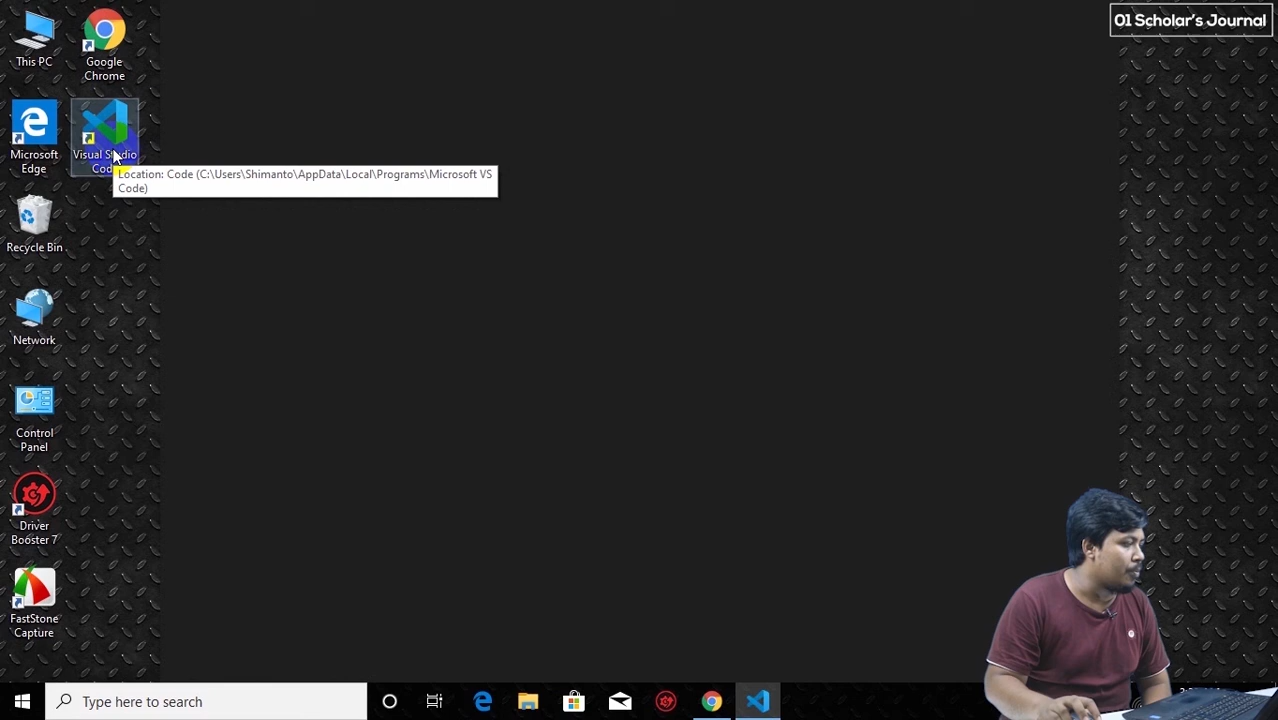 01 Scholar's Journal
This PC
Google
Chrome
Microsoft
Edge
Visual Studio
Location: Code (C:\Users\Shimanto\AppData\Local\Programs\Microsoft VS
Code)
Recycle Bin
Network
Control
Panel
Driver
Booster 7
FastStone
Capture
Type here to search